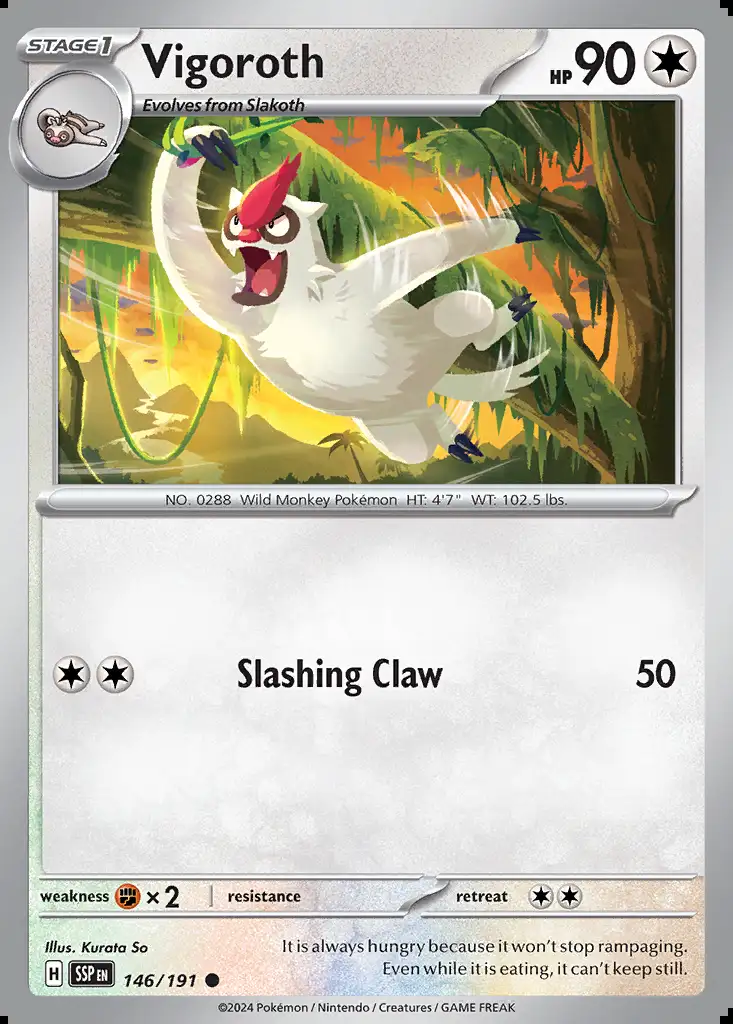 STAGE1
Vigoroth
HP 90
Evolves from Slakoth
NO. 0288 Wild Monkey Pokémon HT: 4'7" WT: 102.5 lbs.
Slashing Claw 50
weakness ×2 resistance retreat
Illus. Kurata So
It is always hungry because it won't stop rampaging.
Even while it is eating, it can't keep still.
H SSP EN 146/191
©2024 Pokémon / Nintendo / Creatures / GAME FREAK